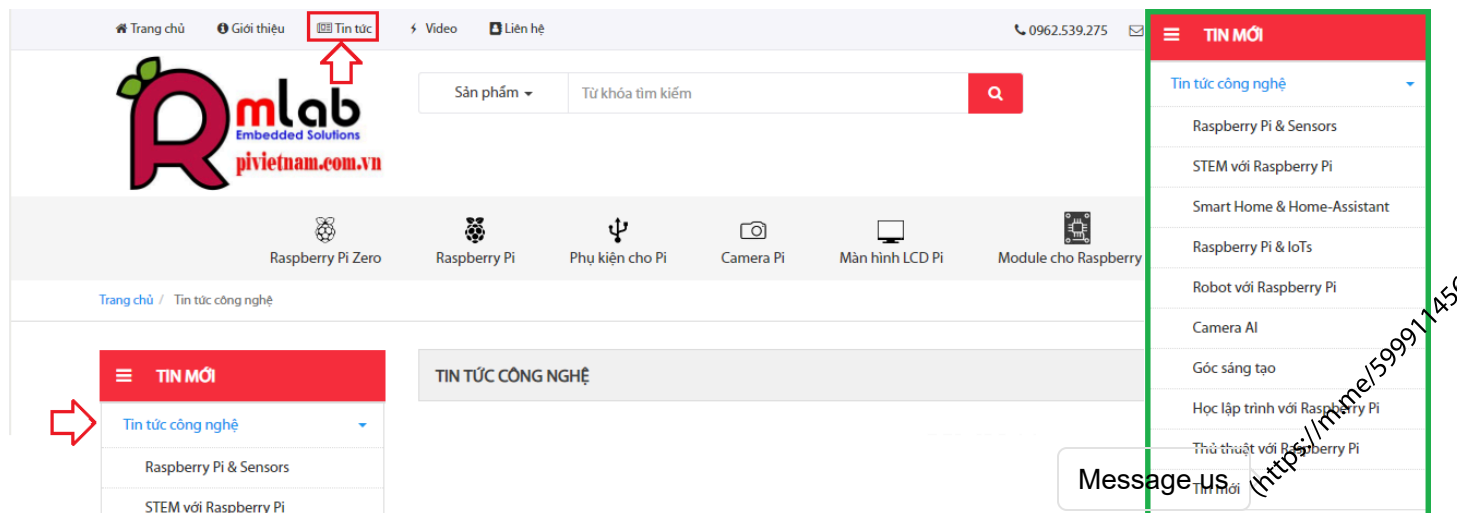 Trang chủ Giới thiệu Tin tức Video Liên hệ 0962.539.275
mlab
Embedded Solutions
pivietnam.com.vn
Sản phẩm Từ khóa tìm kiếm
Raspberry Pi Zero Raspberry Pi Phụ kiện cho Pi Camera Pi Màn hình LCD Pi Module cho Raspberry
Trang chủ / Tin tức công nghệ
TIN MỚI
Tin tức công nghệ
Raspberry Pi & Sensors
STEM với Raspberry Pi
TIN TỨC CÔNG NGHỆ
TIN MỚI
Tin tức công nghệ
Raspberry Pi & Sensors
STEM với Raspberry Pi
Smart Home & Home-Assistant
Raspberry Pi & IoTs
Robot với Raspberry Pi
Camera AI
Góc sáng tạo
Học lập trình với Raspberry Pi
Thủ thuật với Raspberry Pi
Tin mới
Message us
(https://m.me/599911459